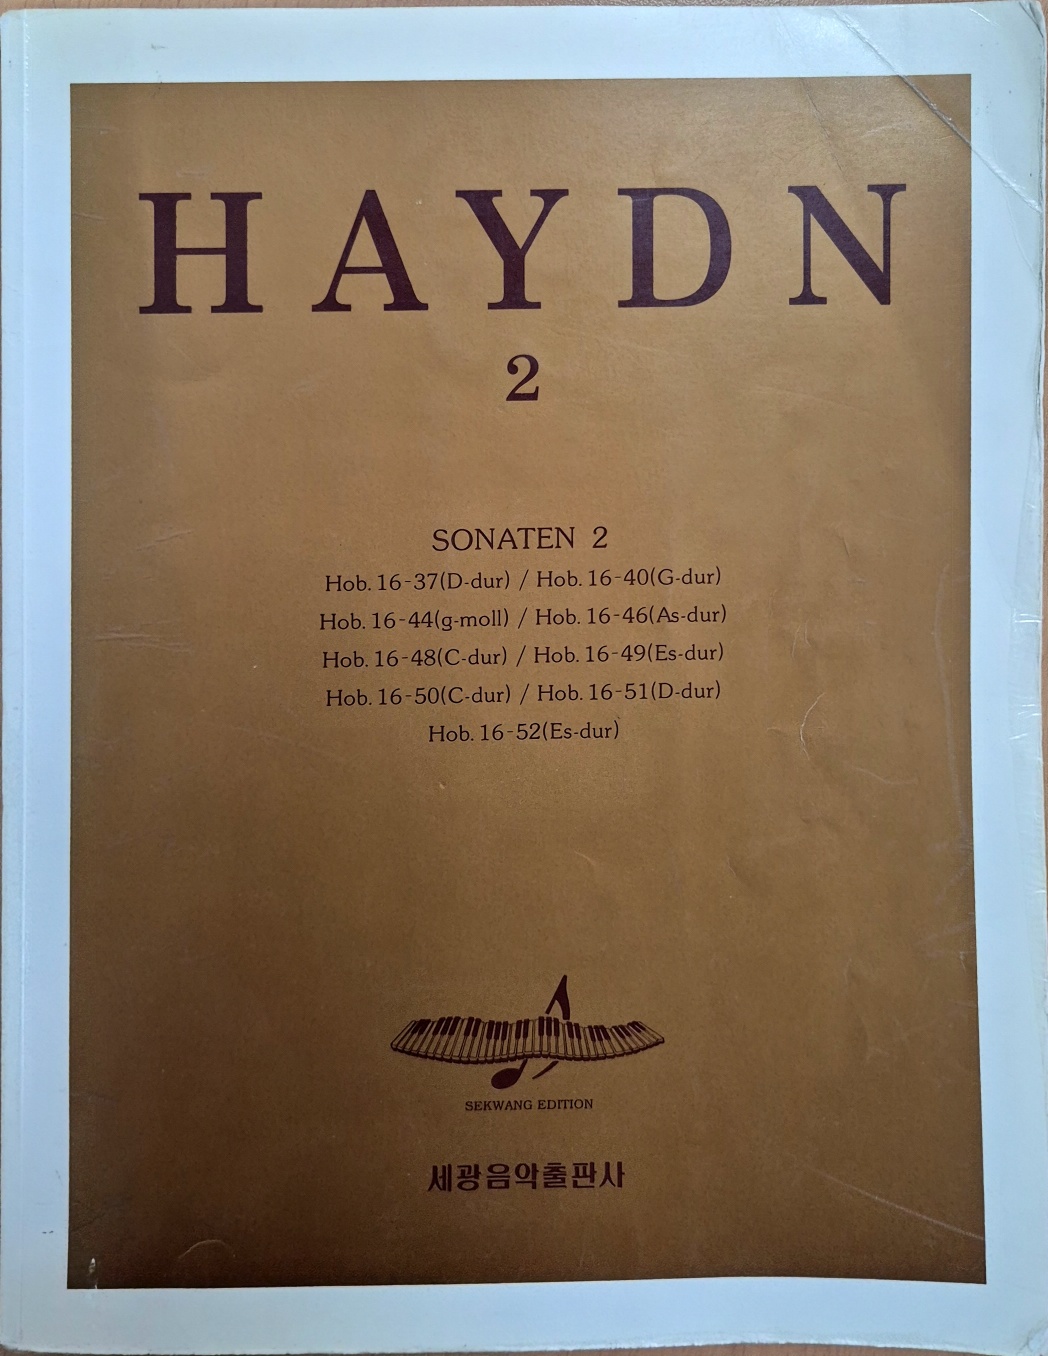 HAYDN
2
SONATEN 2
Hob. 16-37(D-dur) / Hob. 16-40(G-dur)
Hob. 16-44(g-moll) / Hob. 16-46(As-dur)
Hob. 16-48(C-dur) / Hob. 16-49(Es-dur)
Hob. 16-50(C-dur) / Hob. 16-51(D-dur)
Hob. 16-52(Es-dur)
SEKWANG EDITION
세광음악출판사